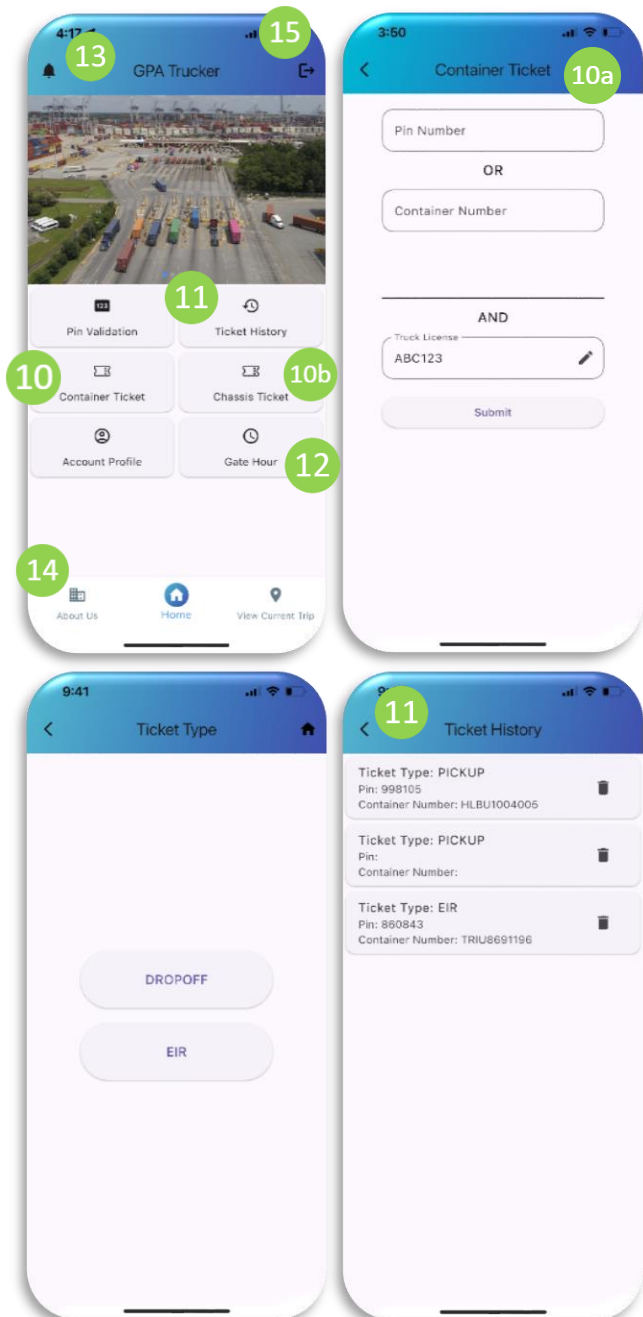 4:17
13
15
GPA Trucker
11
123
Pin Validation
Ticket History
10
10b
Container Ticket
Chassis Ticket
Account Profile
Gate Hour
12
14
About Us
Home
View Current Trip
3:50
Container Ticket
10a
Pin Number
OR
Container Number
AND
Truck License
ABC123
Submit
9:41
Ticket Type
DROPOFF
EIR
11
Ticket History
Ticket Type: PICKUP
Pin: 998105
Container Number: HLBU1004005
Ticket Type: PICKUP
Pin:
Container Number:
Ticket Type: EIR
Pin: 860843
Container Number: TRIU8691196